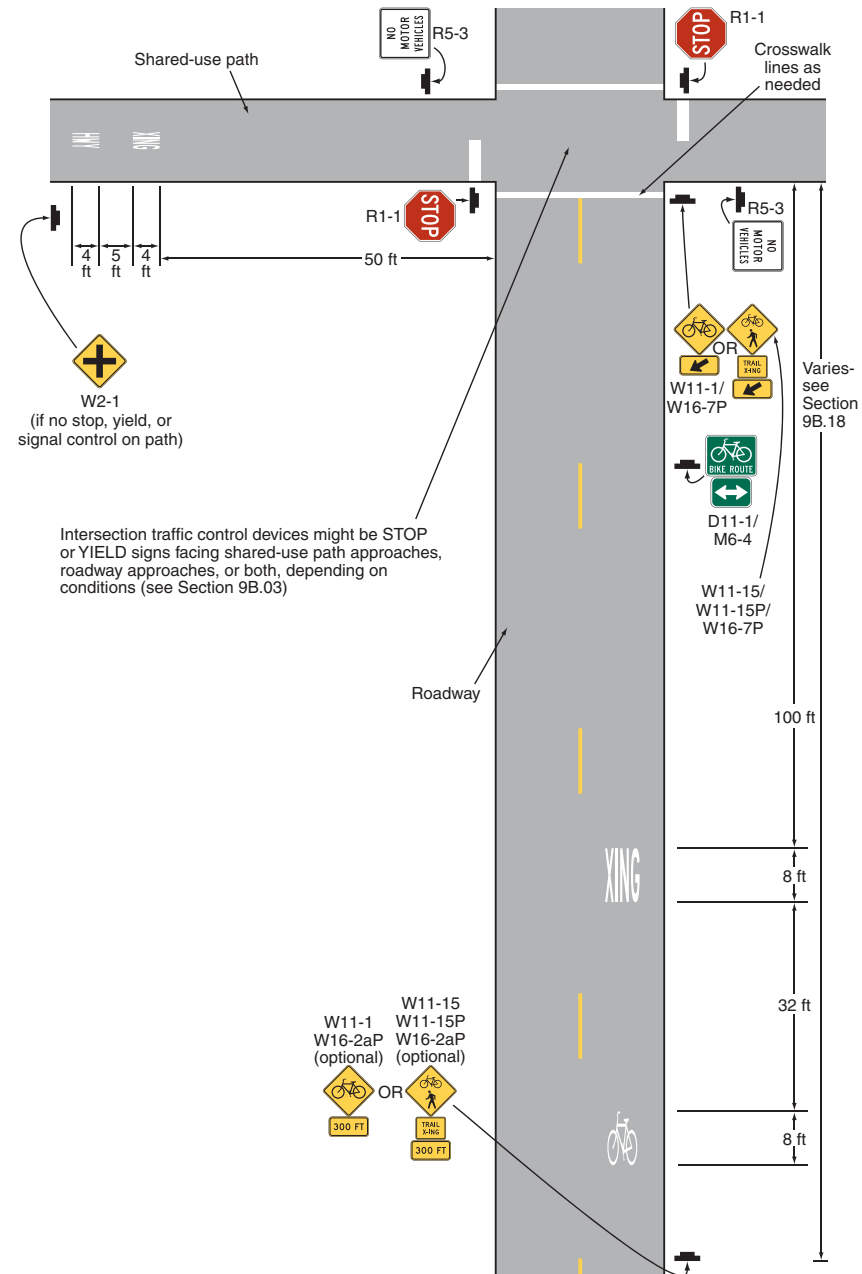 NO
MOTOR
VEHICLES
R5-3
STOP
R1-1
Shared-use path
Crosswalk
lines as
needed
HWY
XING
R1-1
STOP
R5-3
NO
MOTOR
VEHICLES
4
ft
5
ft
4
ft
50 ft
W2-1
(if no stop, yield, or
signal control on path)
OR
TRAIL
X-ING
W11-1/
W16-7P
Varies-
see
Section
9B.18
BIKE ROUTE
D11-1/
M6-4
Intersection traffic control devices might be STOP
or YIELD signs facing shared-use path approaches,
roadway approaches, or both, depending on
conditions (see Section 9B.03)
W11-15/
W11-15P/
W16-7P
Roadway
100 ft
XING
8 ft
32 ft
W11-1
W16-2aP
(optional)
W11-15
W11-15P
W16-2aP
(optional)
OR
300 FT
TRAIL
X-ING
300 FT
8 ft